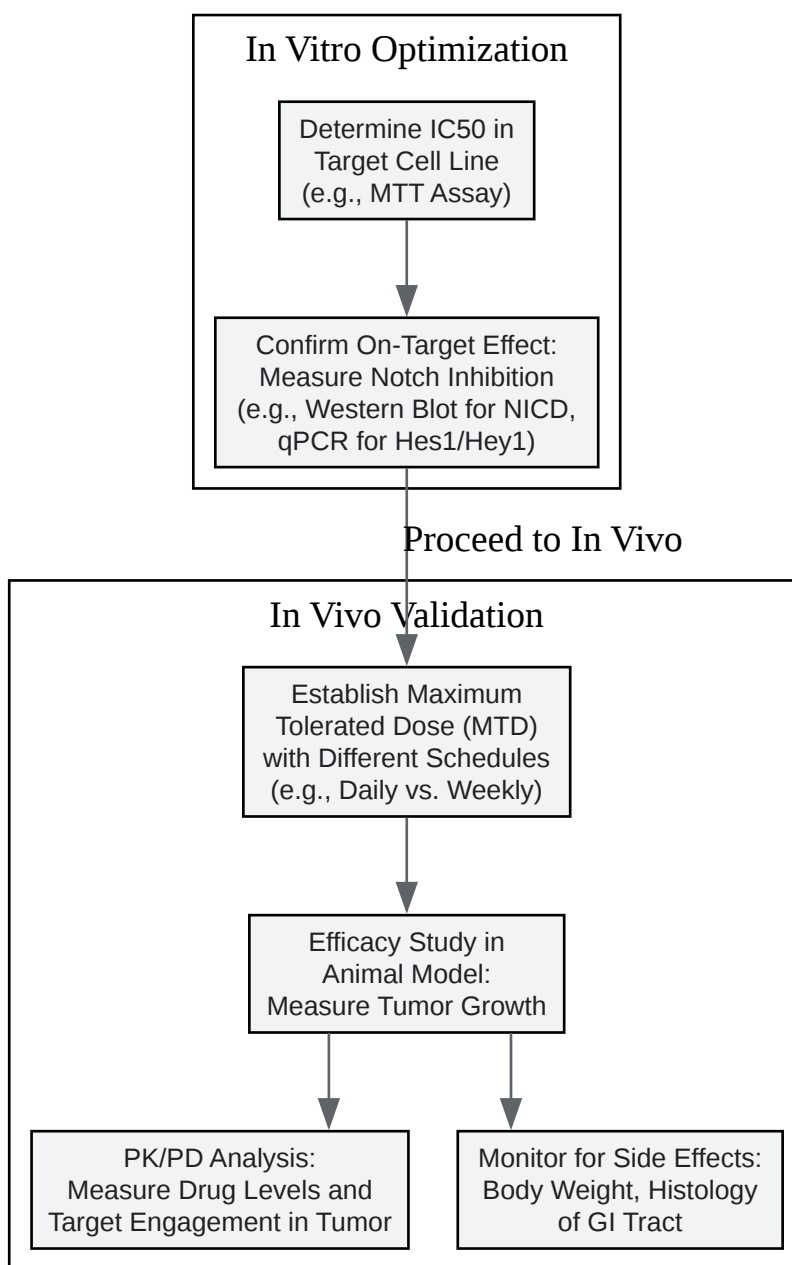 In Vitro Optimization
Determine IC50 in
Target Cell Line
(e.g., MTT Assay)
Confirm On-Target Effect:
Measure Notch Inhibition
(e.g., Western Blot for NICD,
qPCR for Hes1/Hey1)
Proceed to In Vivo
In Vivo Validation
Establish Maximum
Tolerated Dose (MTD)
with Different Schedules
(e.g., Daily vs. Weekly)
Efficacy Study in
Animal Model:
Measure Tumor Growth
PK/PD Analysis:
Measure Drug Levels and
Target Engagement in Tumor
Monitor for Side Effects:
Body Weight, Histology
of GI Tract